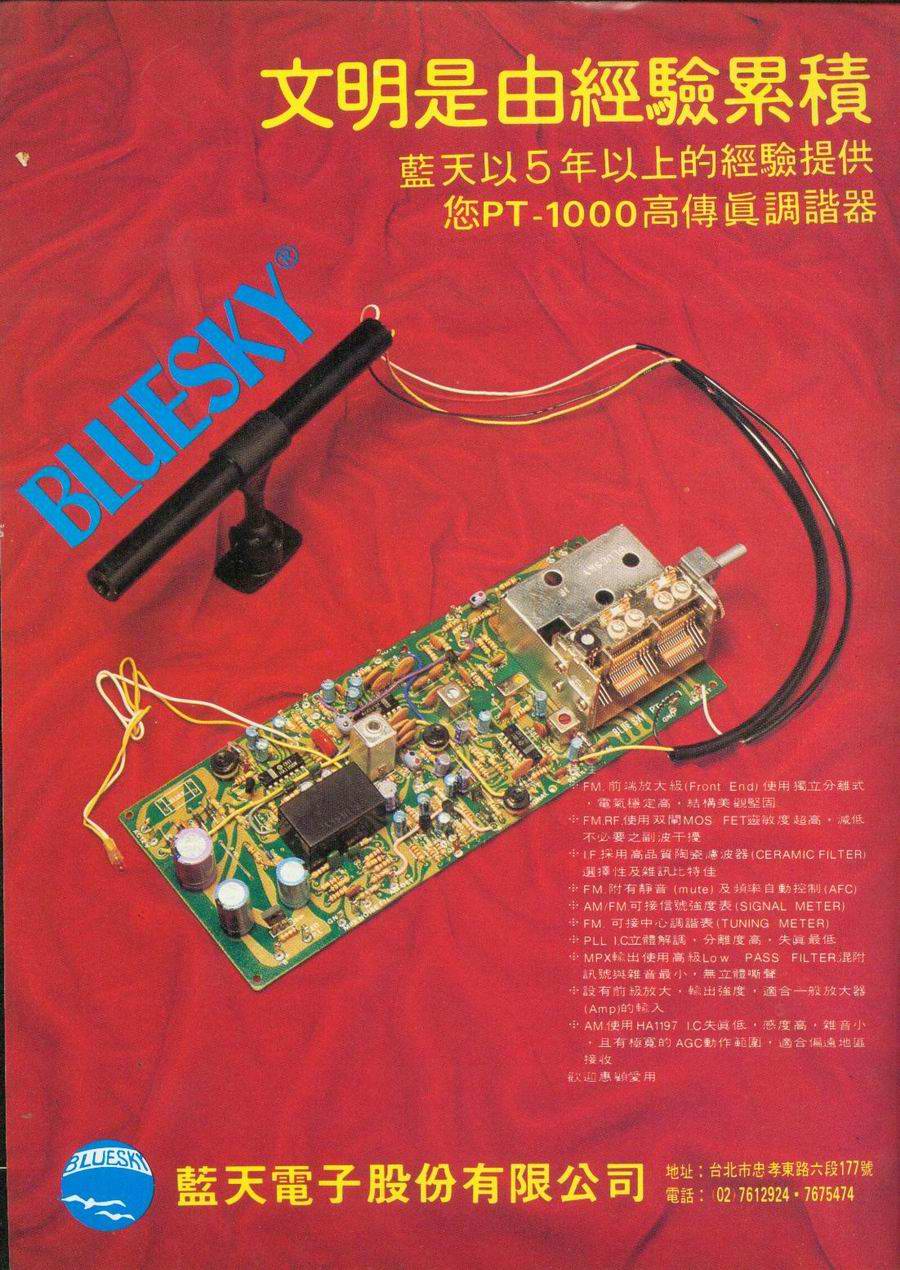 文明是由經驗累積
藍天以5年以上的經驗提供
您PT-1000高傳眞調諧器
BLUESKY®
※FM.前端放大級(Front End)使用獨立分離式
，電氣穩定高，結構美觀堅固
※FM.RF.使用双閘MOS FET靈敏度超高，減低
不必要之副波干擾
※I.F.採用高品質陶瓷濾波器(CERAMIC FILTER)
選擇性及雜訊比特佳
※FM.附有靜音(mute)及頻率自動控制(AFC)
※AM/FM可接信號強度表(SIGNAL METER)
※FM.可接中心調諧表(TUNING METER)
※PLL I.C立體解調，分離度高，失眞最低
※MPX輸出使用高級Low PASS FILTER混附
訊號與雜音最小，無立體嘶聲
※設有前級放大，輸出強度，適合一般放大器
(Amp)的輸入
※AM.使用HA1197 I.C失眞低，感度高，雜音小
，且有極寬的AGC動作範圍，適合偏遠地區
接收
歡迎惠顧愛用
BLUESKY
藍天電子股份有限公司
地址：台北市忠孝東路六段177號
電話：(02)7612924·7675474